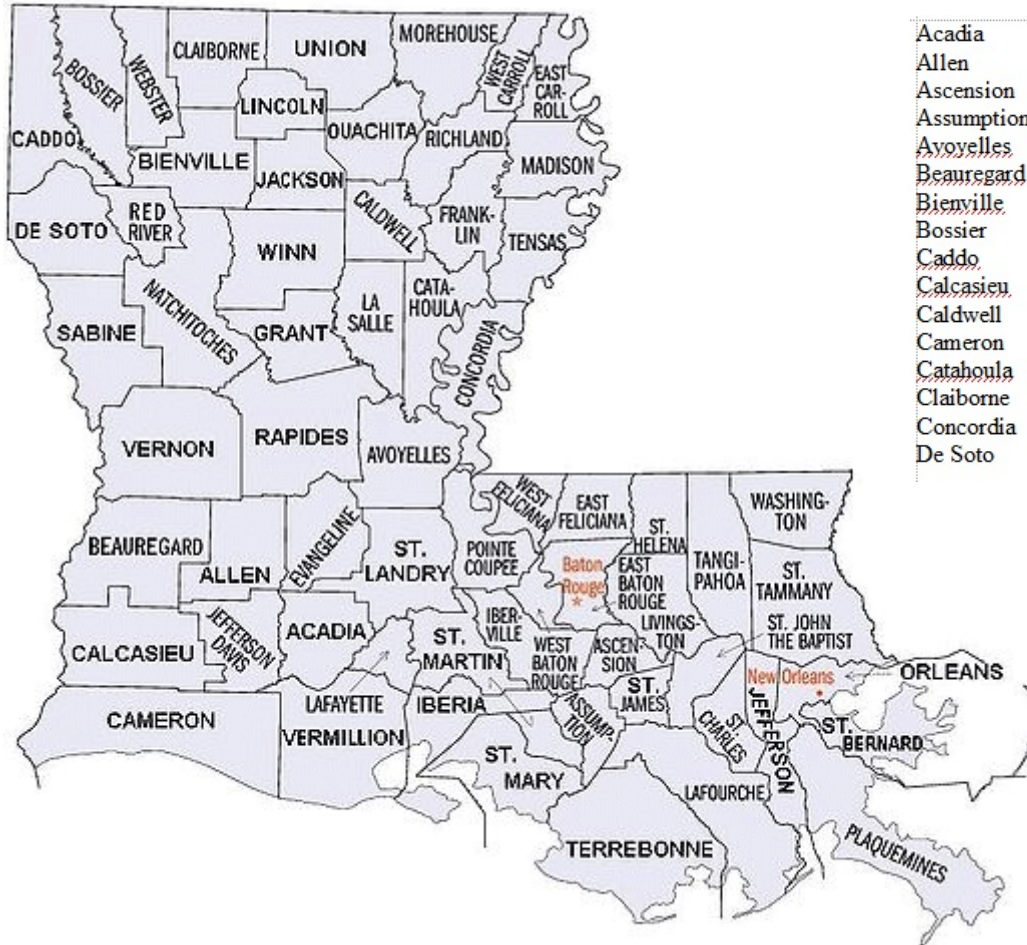 MOREHOUSE
UNION
CLAIBORNE
WEBSTER
BOSSIER
CADDO
WEST
CARROLL
EAST
CAR-
ROLL
LINCOLN
OUACHITA
RICHLAND
MADISON
BIENVILLE
JACKSON
CALDWELL
FRANK-
LIN
TENSAS
DE SOTO
RED
RIVER
WINN
NATCHITOCHES
CATA-
HOULA
LA
SALLE
SABINE
GRANT
CONCORDIA
VERNON
RAPIDES
AVOYELLES
WEST
FELICIANA
EAST
FELICIANA
ST.
HELENA
WASHING-
TON
BEAUREGARD
ALLEN
EVANGELINE
ST.
LANDRY
POINTE
COUPEE
Baton
Rouge
EAST
BATON
ROUGE
TANGI-
PAHOA
ST.
TAMMANY
CALCASIEU
JEFFERSON
DAVIS
ACADIA
ST.
MARTIN
IBER-
VILLE
WEST
BATON
ROUGE
ASCEN-
SION
LIVINGS-
TON
ST. JOHN
THE BAPTIST
CAMERON
LAFAYETTE
VERMILLION
IBERIA
ASSUMP-
TION
ST.
JAMES
ST.
CHARLES
New Orleans
ORLEANS
JEFFERSON
ST.
BERNARD
ST.
MARY
LAFOURCHE
TERREBONNE
PLAQUEMINES
Acadia
Allen
Ascension
Assumption
Avoyelles
Beauregard
Bienville
Bossier
Caddo
Calcasieu
Caldwell
Cameron
Catahoula
Claiborne
Concordia
De Soto